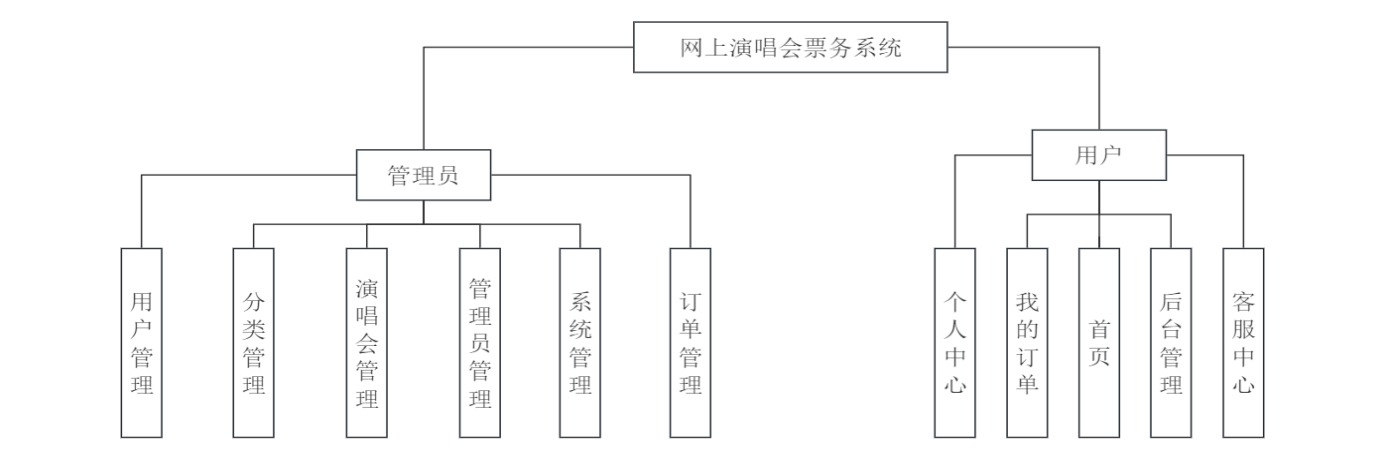 网上演唱会票务系统
管理员
用户
用户管理
分类管理
演唱会管理
管理员管理
系统管理
订单管理
个人中心
我的订单
首页
后台管理
客服中心